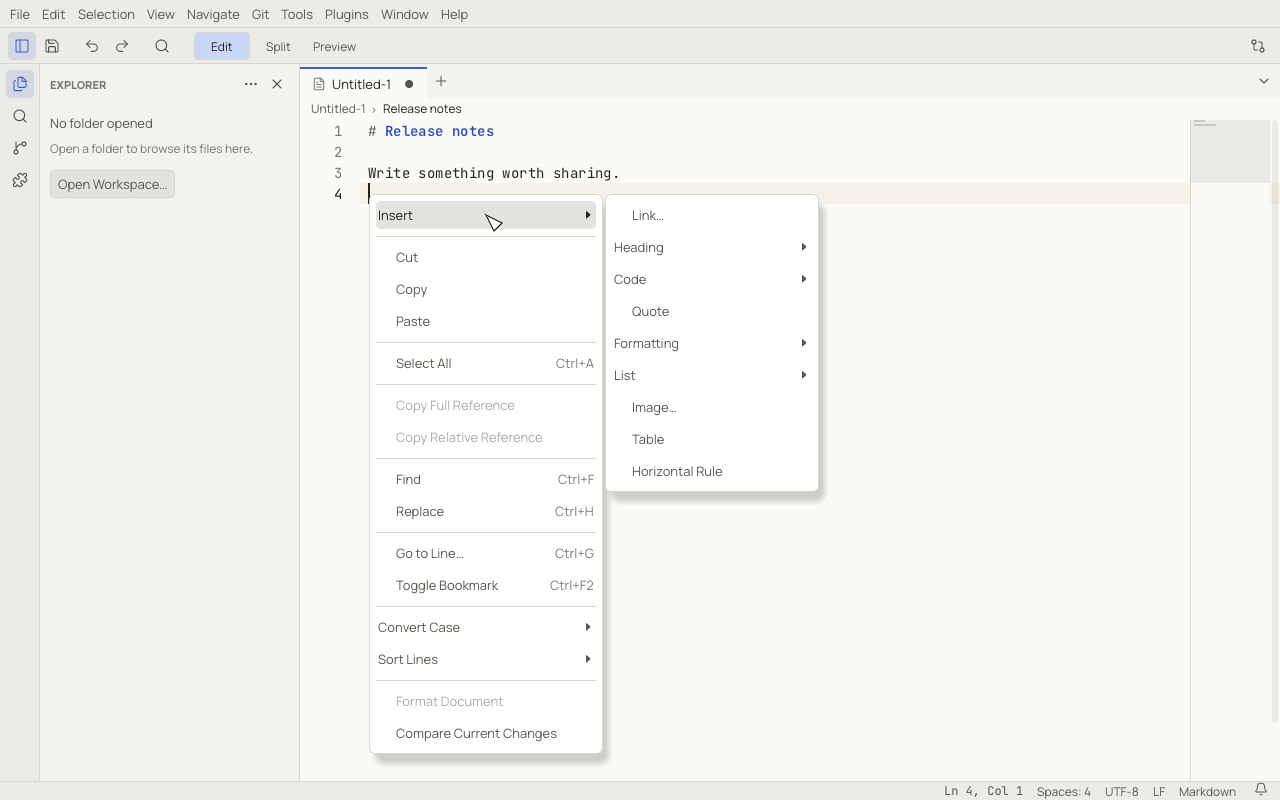 File Edit Selection View Navigate Git Tools Plugins Window Help
Edit Split Preview
EXPLORER
No folder opened
Open a folder to browse its files here.
Open Workspace...
Untitled-1
Untitled-1 › Release notes
1 # Release notes
2
3 Write something worth sharing.
4
Insert
Cut
Copy
Paste
Select All Ctrl+A
Copy Full Reference
Copy Relative Reference
Find Ctrl+F
Replace Ctrl+H
Go to Line... Ctrl+G
Toggle Bookmark Ctrl+F2
Convert Case
Sort Lines
Format Document
Compare Current Changes
Link...
Heading
Code
Quote
Formatting
List
Image...
Table
Horizontal Rule
Ln 4, Col 1 Spaces: 4 UTF-8 LF Markdown